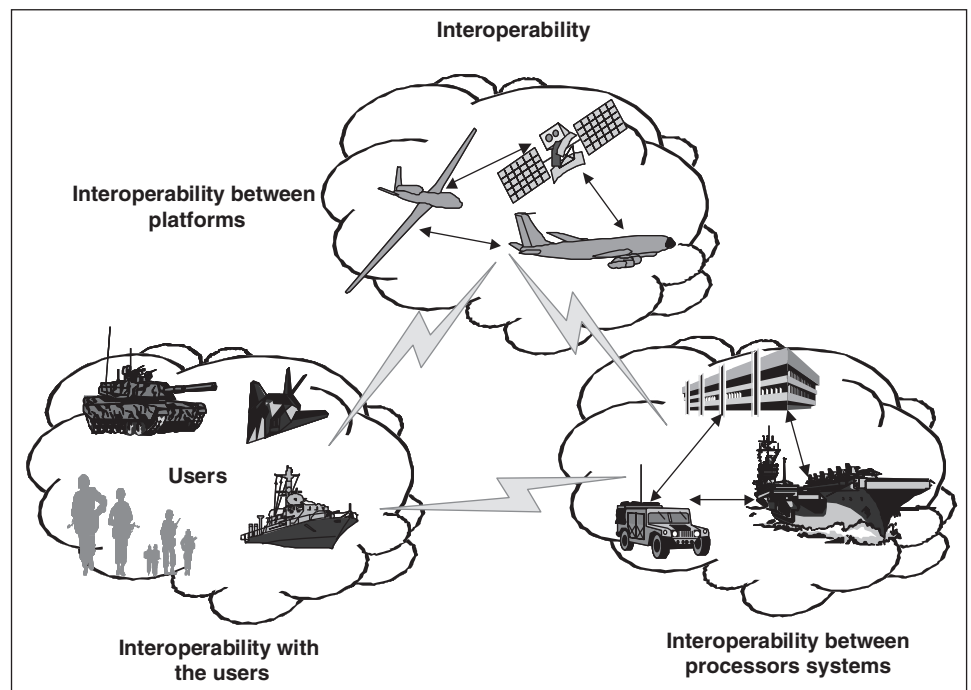 Interoperability
Interoperability between
platforms
Users
Interoperability with
the users
Interoperability between
processors systems